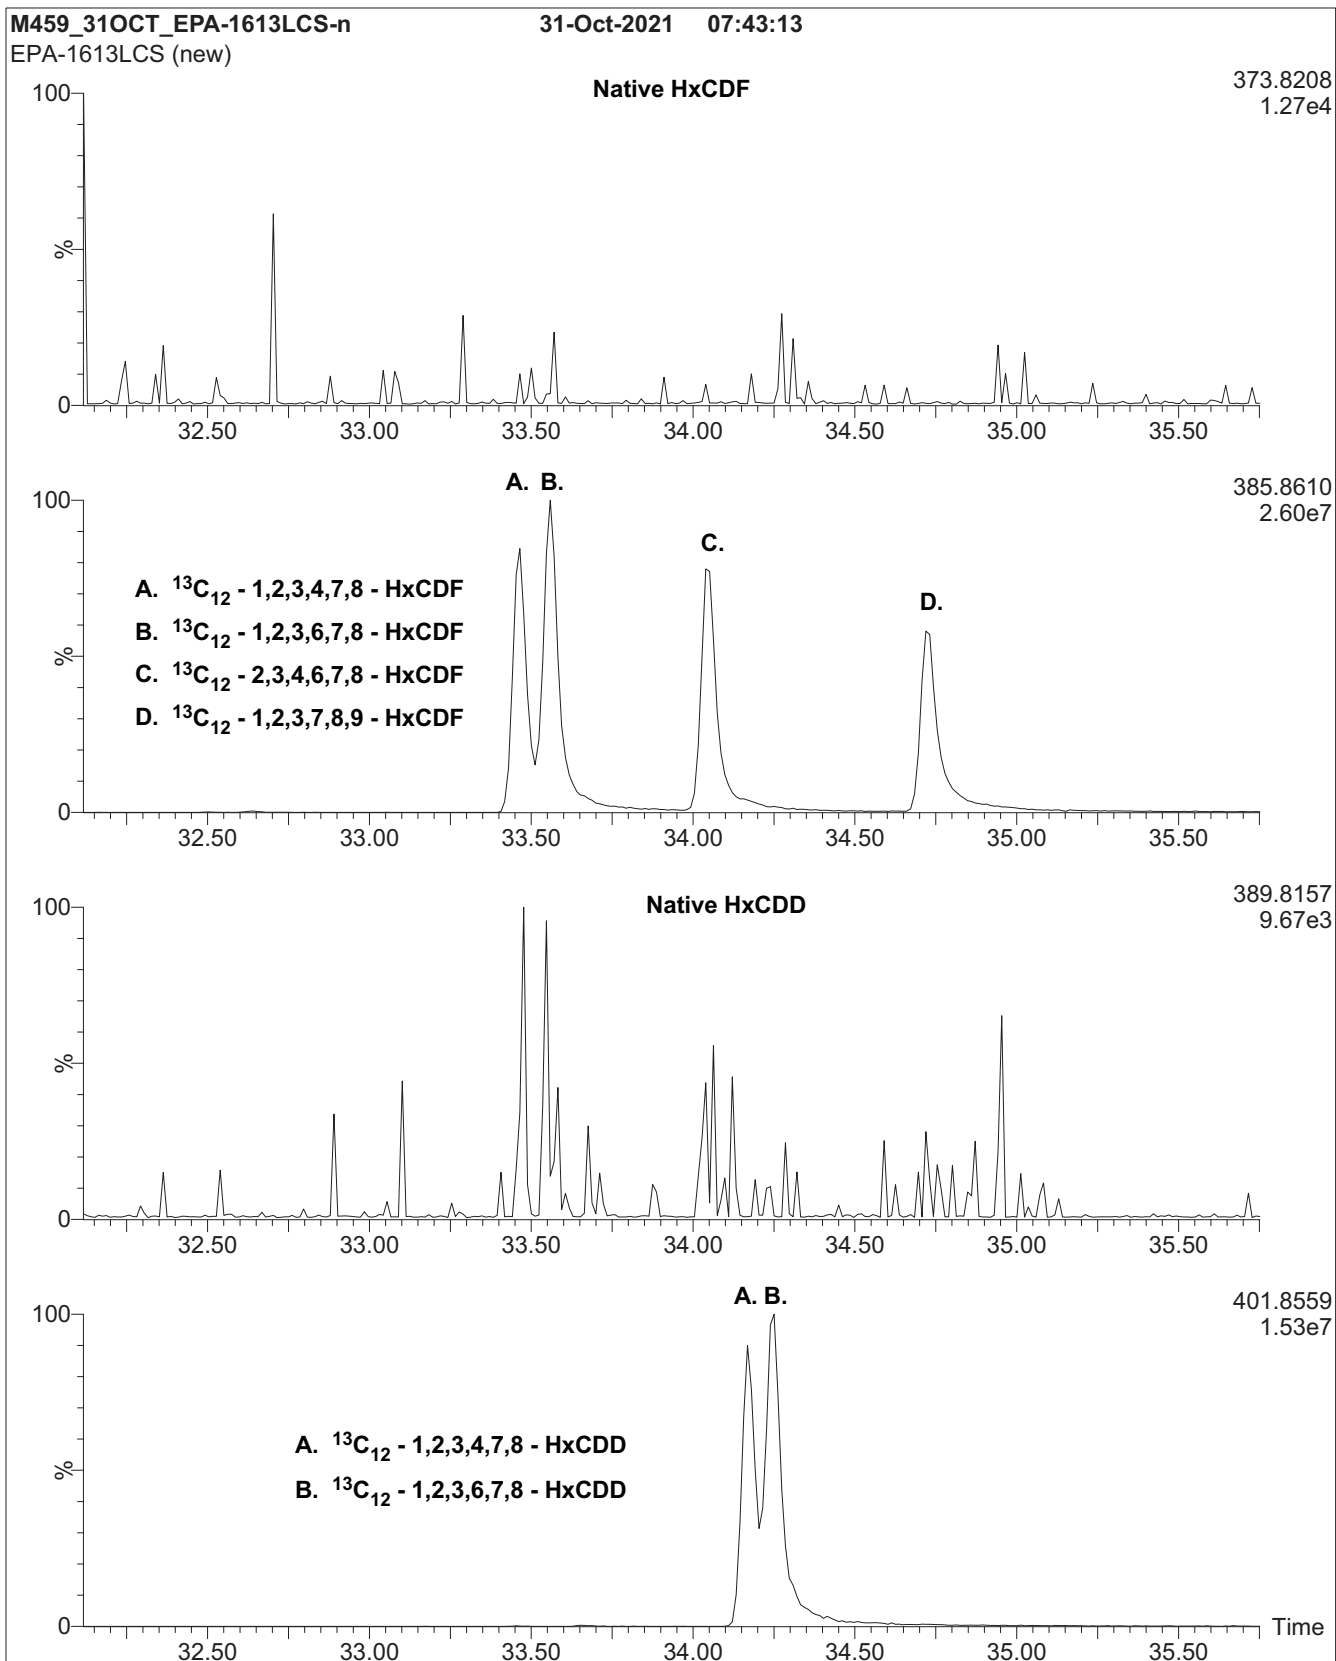 M459_31OCT_EPA-1613LCS-n 31-Oct-2021 07:43:13
EPA-1613LCS (new)
Native HxCDF
373.8208
1.27e4
100
%
0
32.50 33.00 33.50 34.00 34.50 35.00 35.50
A. B.
385.8610
2.60e7
100
C.
D.
A. ¹³C₁₂ - 1,2,3,4,7,8 - HxCDF
B. ¹³C₁₂ - 1,2,3,6,7,8 - HxCDF
C. ¹³C₁₂ - 2,3,4,6,7,8 - HxCDF
D. ¹³C₁₂ - 1,2,3,7,8,9 - HxCDF
%
0
32.50 33.00 33.50 34.00 34.50 35.00 35.50
Native HxCDD
389.8157
9.67e3
100
%
0
32.50 33.00 33.50 34.00 34.50 35.00 35.50
A. B.
401.8559
1.53e7
100
A. ¹³C₁₂ - 1,2,3,4,7,8 - HxCDD
B. ¹³C₁₂ - 1,2,3,6,7,8 - HxCDD
%
0
Time
32.50 33.00 33.50 34.00 34.50 35.00 35.50